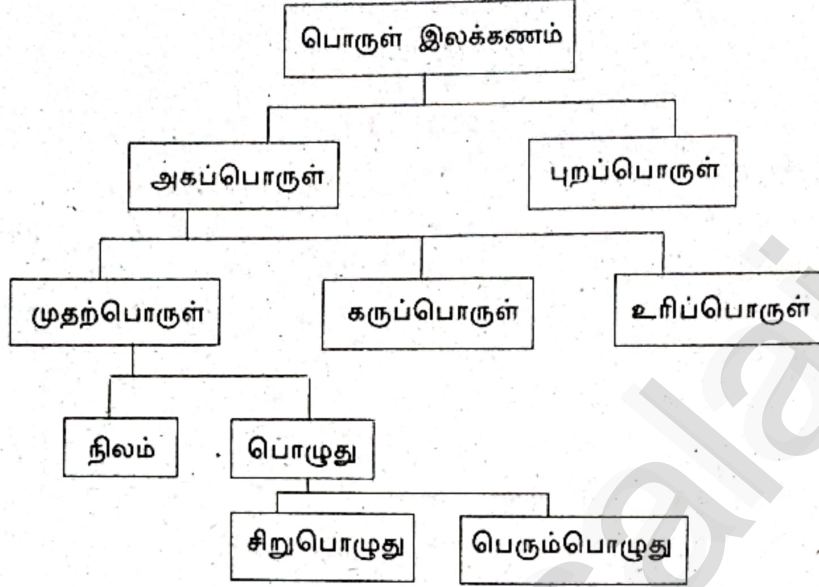 பொருள் இலக்கணம்
அகப்பொருள்
புறப்பொருள்
முதற்பொருள்
கருப்பொருள்
உரிப்பொருள்
நிலம்
பொழுது
சிறுபொழுது
பெரும்பொழுது